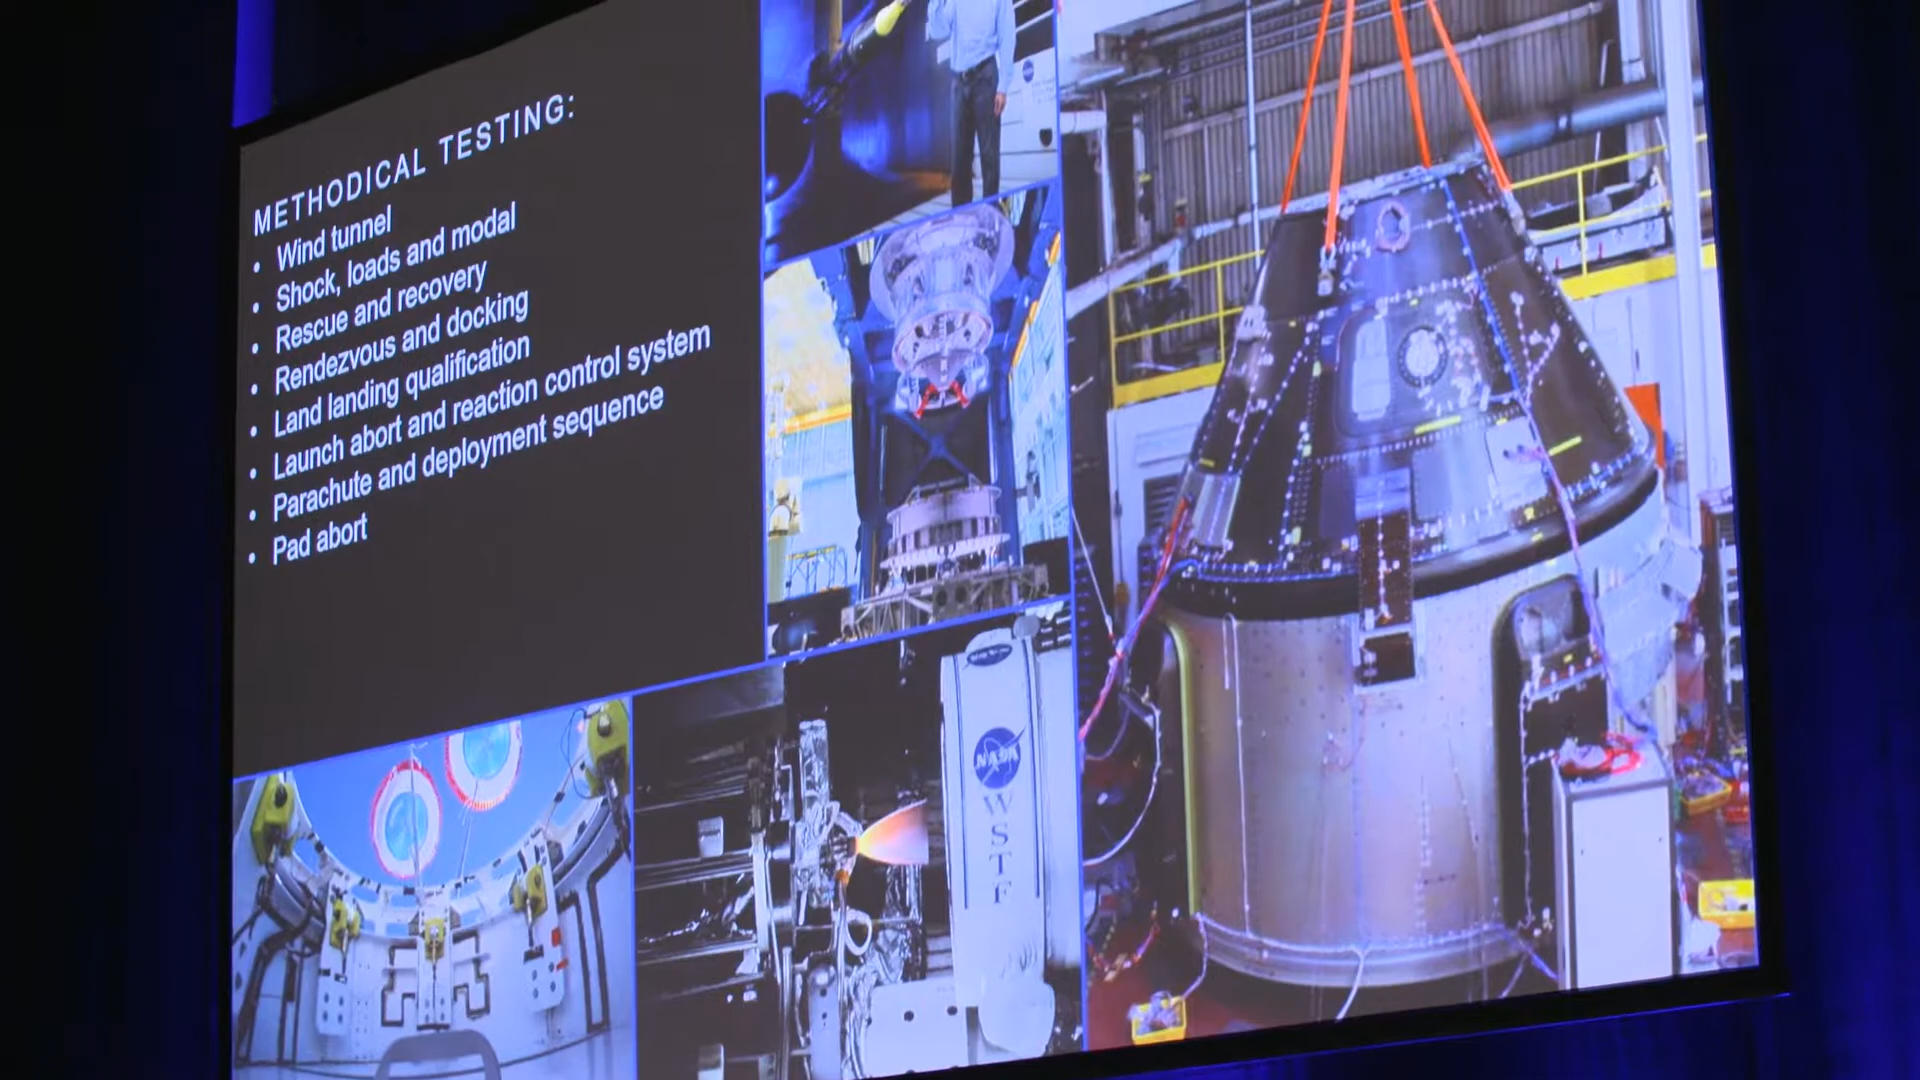 METHODICAL TESTING:
• Wind tunnel
• Shock, loads and modal
• Rescue and recovery
• Rendezvous and docking
• Land landing qualification
• Launch abort and reaction control system
• Parachute and deployment sequence
• Pad abort
NASA
WSTF